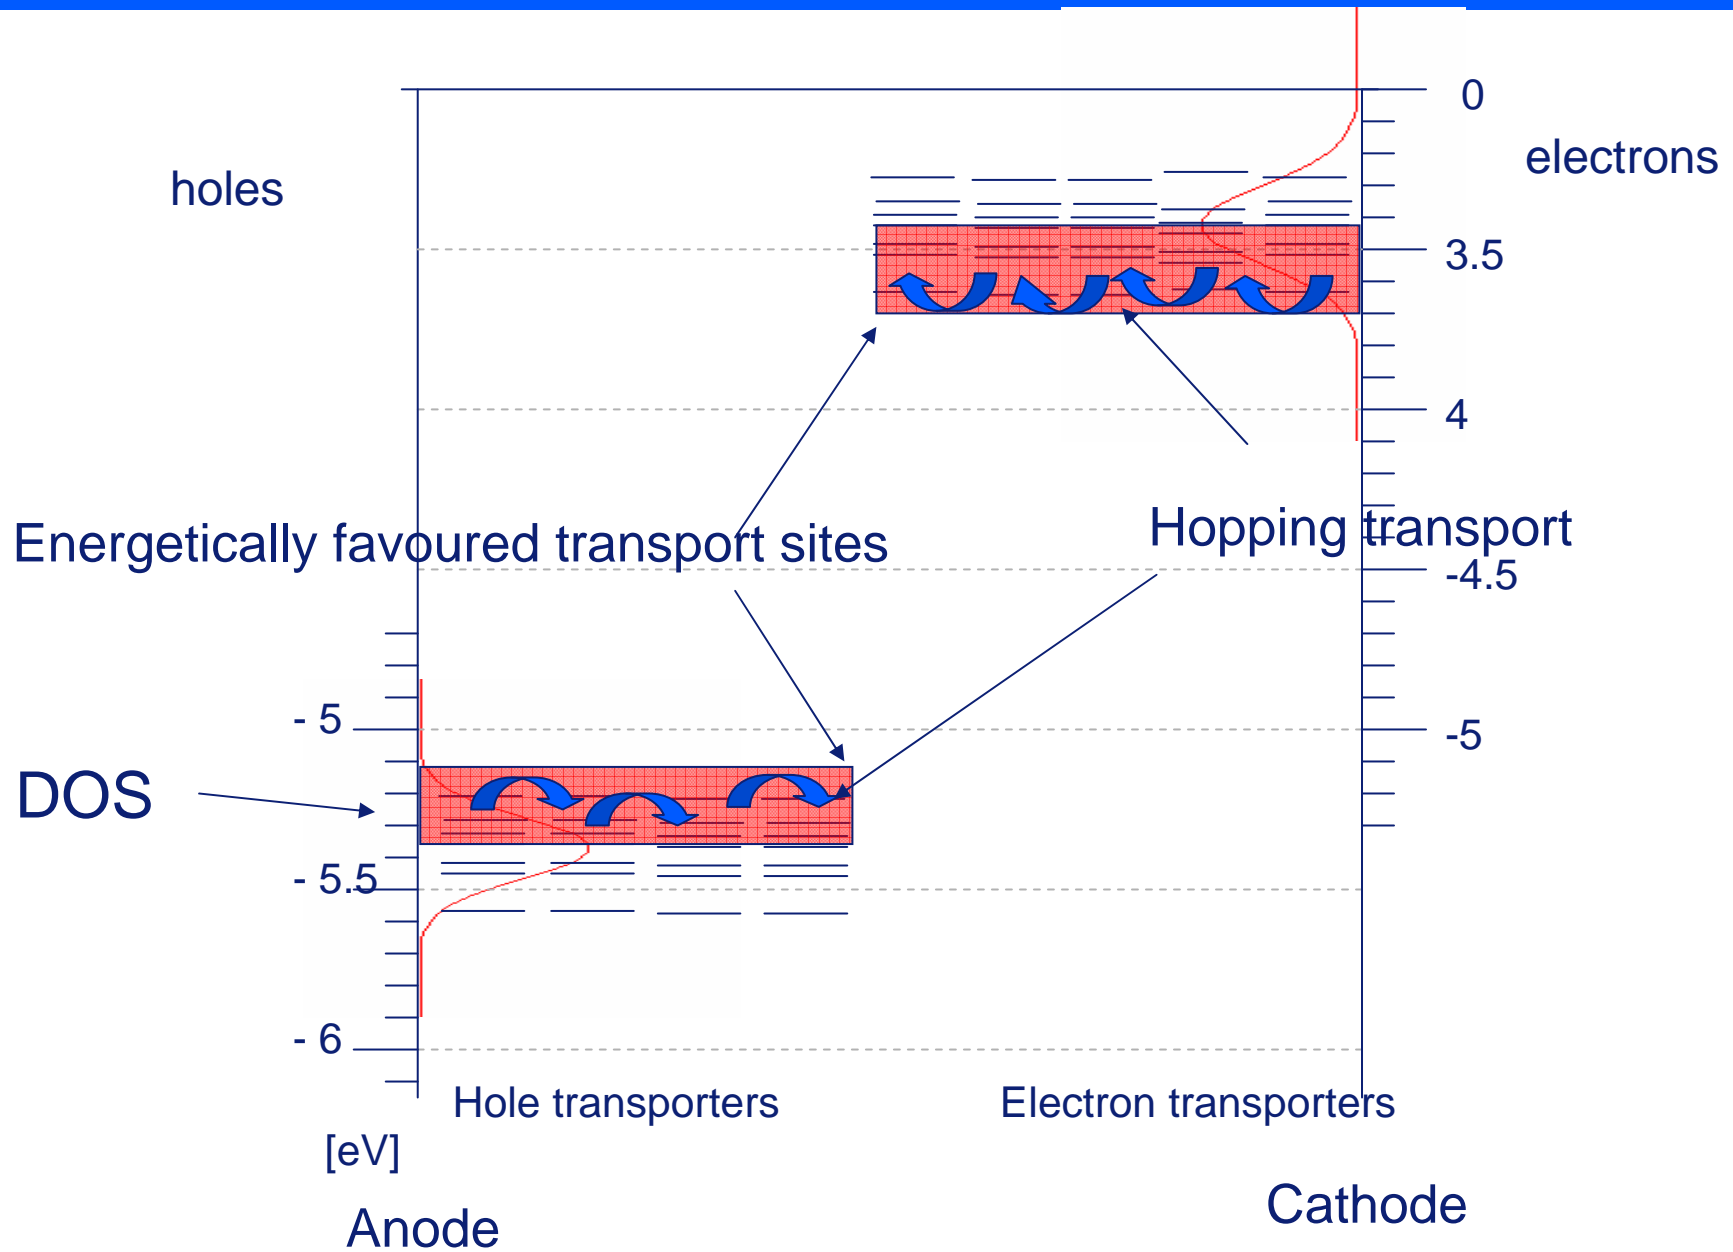 0
electrons
holes
3.5
4
Energetically favoured transport sites
Hopping transport
-4.5
- 5
-5
DOS
- 5.5
- 6
Hole transporters
Electron transporters
[eV]
Cathode
Anode